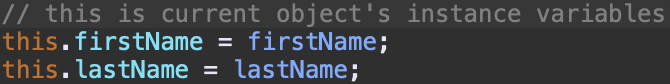 // this is current object's instance variables
this.firstName = firstName;
this.lastName = lastName;